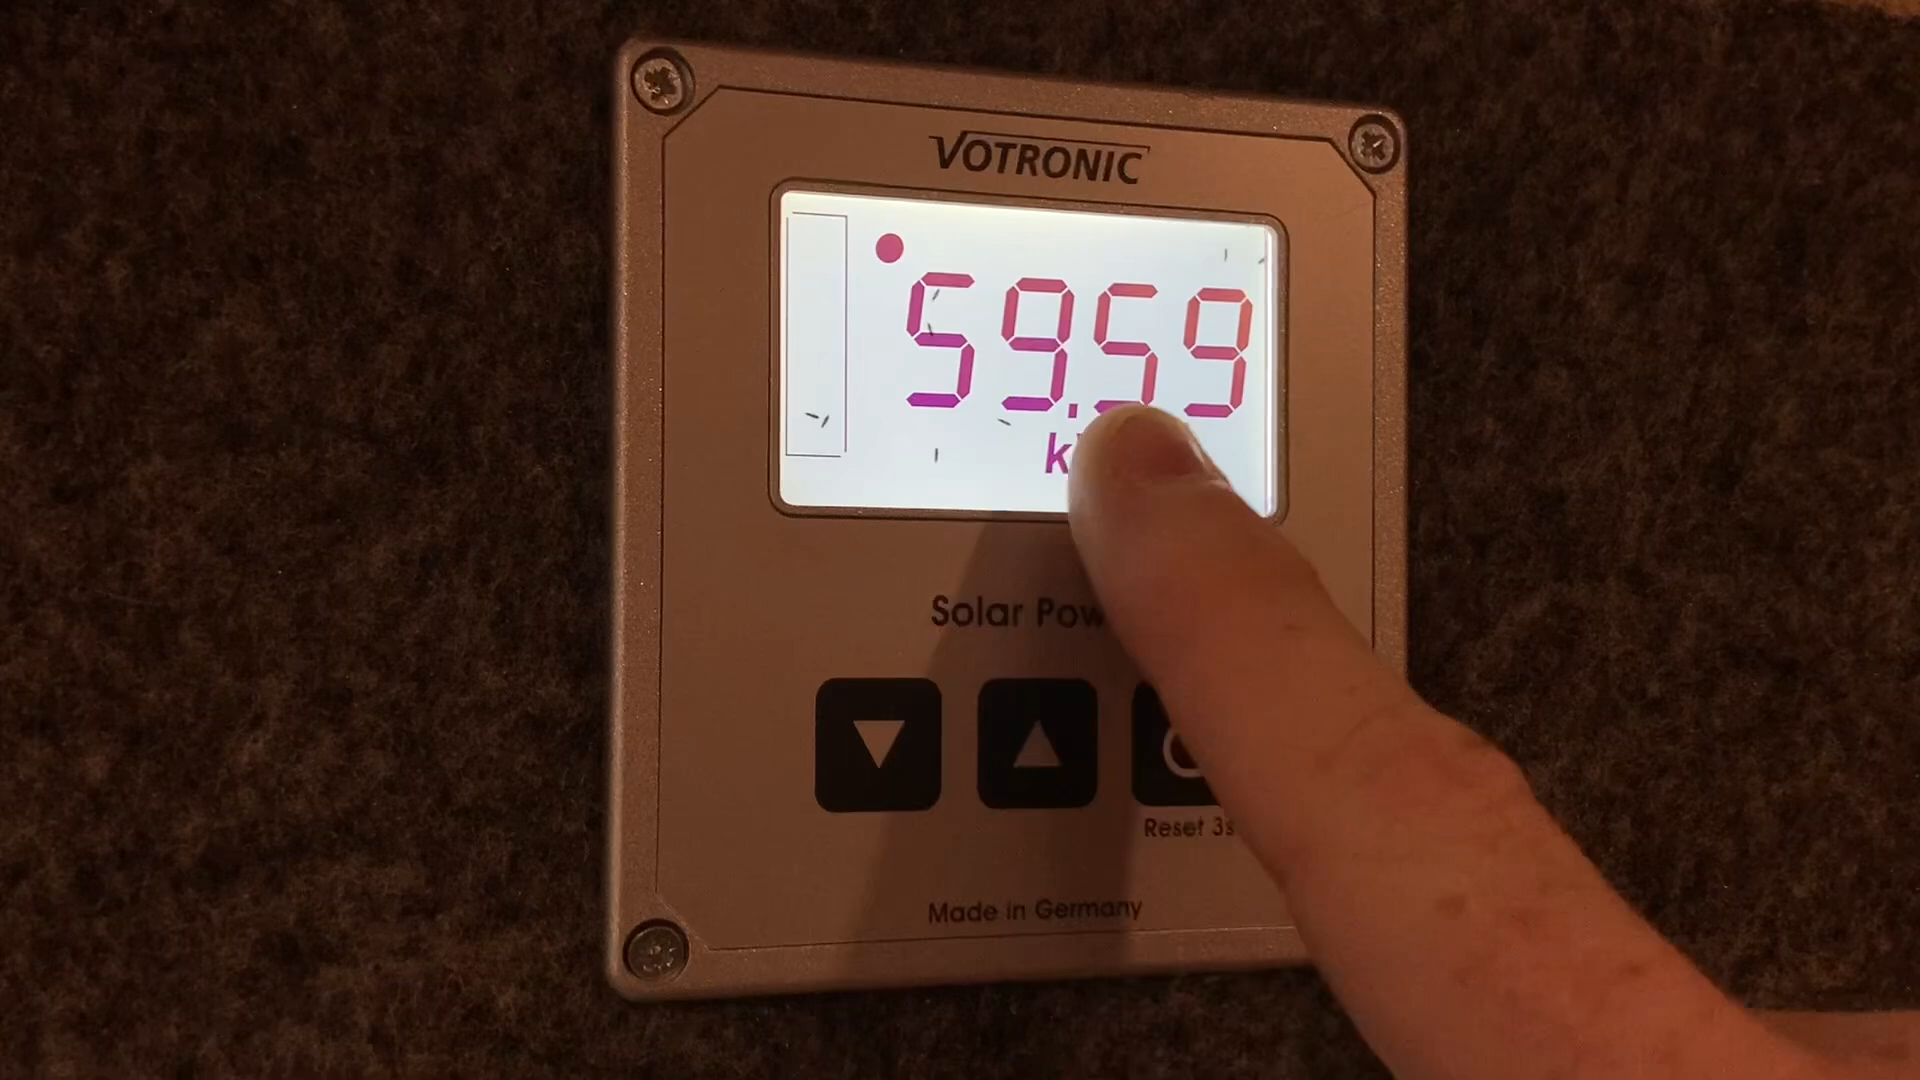 VOTRONIC
59.59
k
Solar Pow
Reset 3s
Made in Germany